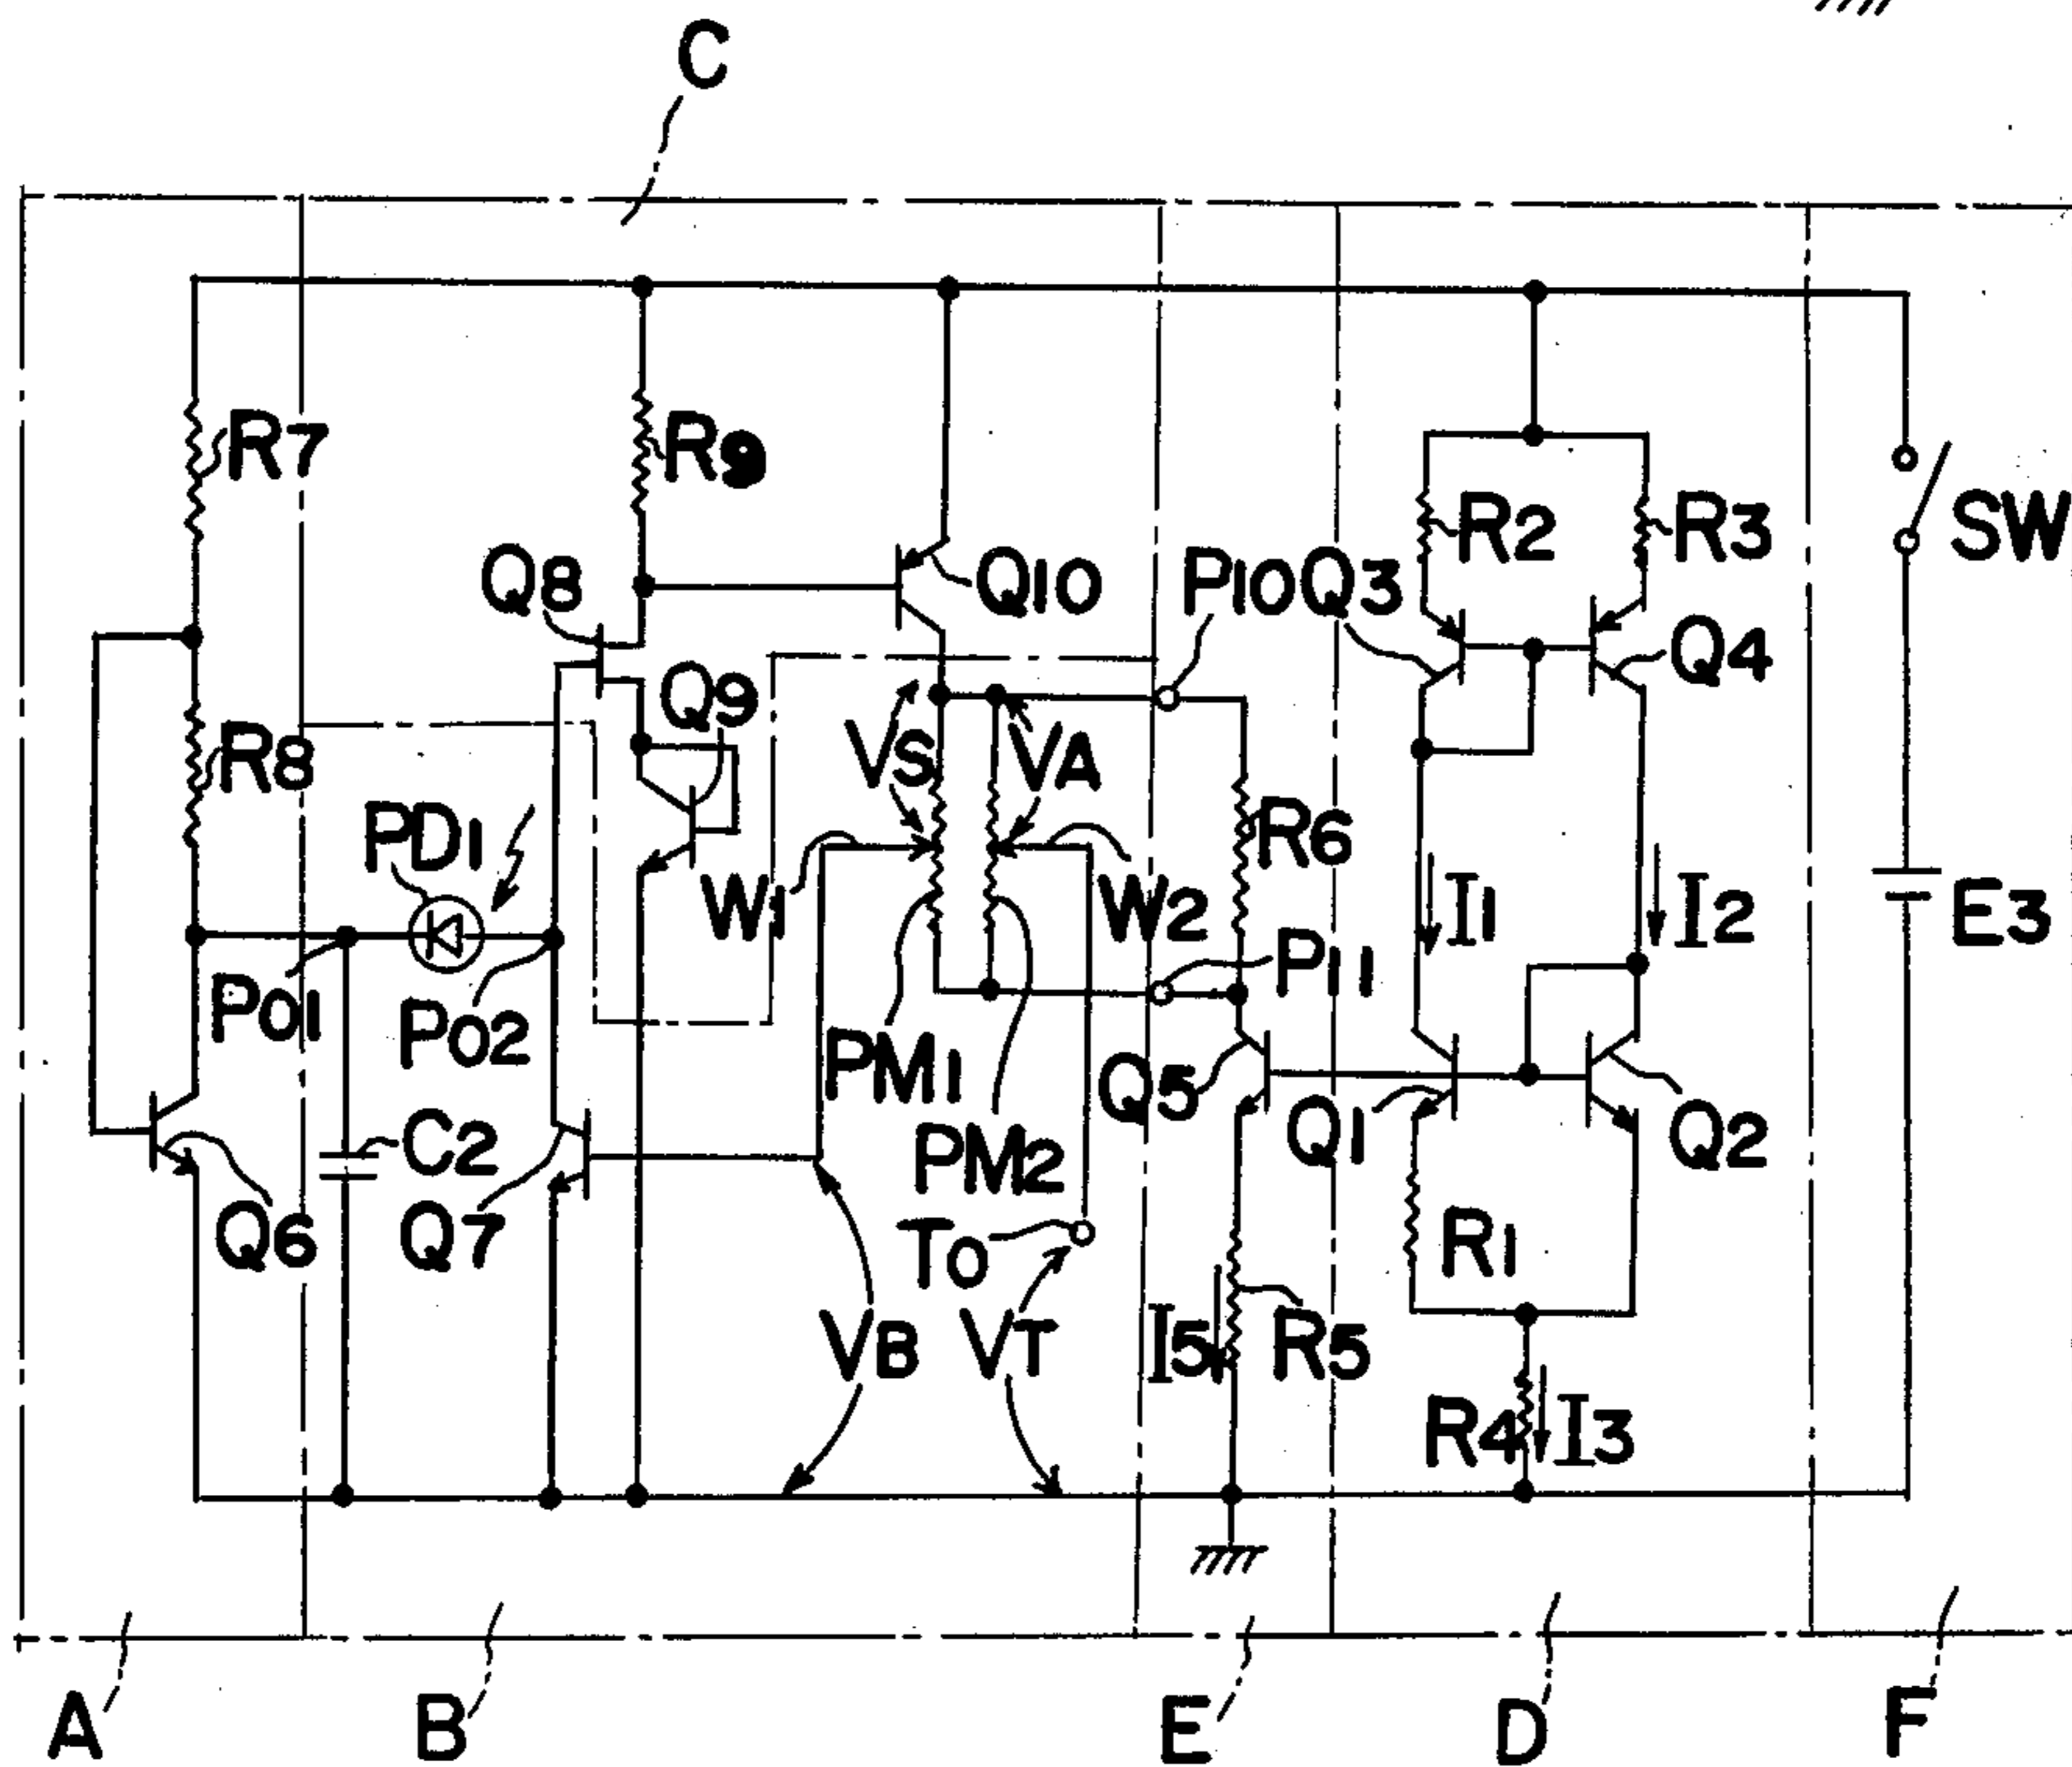 C
R7
R9
R2
R3
SW
Q8
Q10
P10
Q3
Q4
Q9
R8
VS
VA
PD1
R6
W1
W2
I1
I2
E3
P01
P02
P11
PM1
Q5
Q1
Q2
C2
PM2
Q6
Q7
T0
R1
VB
VT
I5
R5
R4
I3
A
B
E
D
F